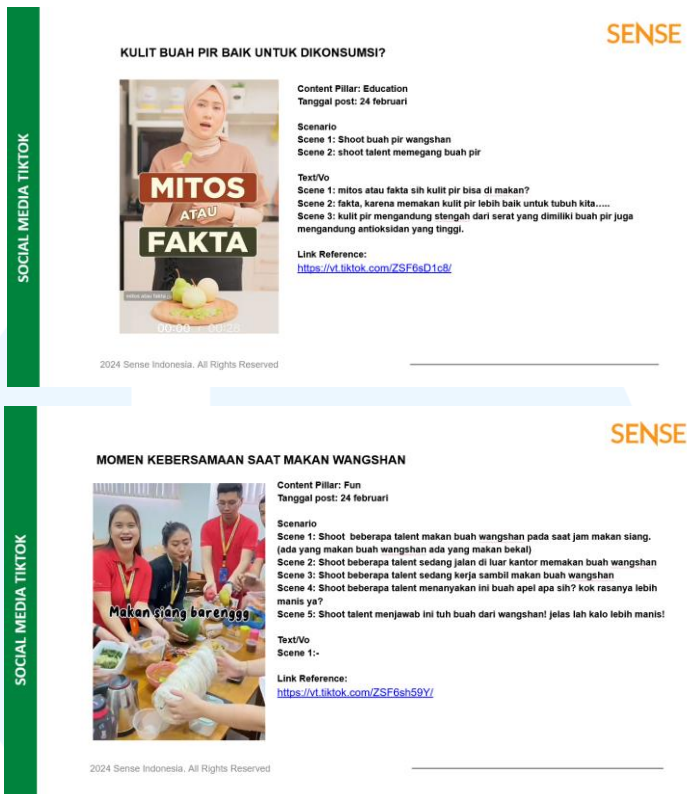 SENSE
KULIT BUAH PIR BAIK UNTUK DIKONSUMSI?
SOCIAL MEDIA TIKTOK
MITOS
ATAU
FAKTA
mitos atau fakta
00:00 / 00:28
Content Pillar: Education
Tanggal post: 24 februari
Scenario
Scene 1: Shoot buah pir wangshan
Scene 2: shoot talent memegang buah pir
Text/Vo
Scene 1: mitos atau fakta sih kulit pir bisa di makan?
Scene 2: fakta, karena memakan kulit pir lebih baik untuk tubuh kita.....
Scene 3: kulit pir mengandung stengah dari serat yang dimiliki buah pir juga
mengandung antioksidan yang tinggi.
Link Reference:
https://vt.tiktok.com/ZSF6sD1c8/
2024 Sense Indonesia. All Rights Reserved
SENSE
MOMEN KEBERSAMAAN SAAT MAKAN WANGSHAN
SOCIAL MEDIA TIKTOK
Makan siang barenggg
Content Pillar: Fun
Tanggal post: 24 februari
Scenario
Scene 1: Shoot beberapa talent makan buah wangshan pada saat jam makan siang.
(ada yang makan buah wangshan ada yang makan bekal)
Scene 2: Shoot beberapa talent sedang jalan di luar kantor memakan buah wangshan
Scene 3: Shoot beberapa talent sedang kerja sambil makan buah wangshan
Scene 4: Shoot beberapa talent menanyakan ini buah apel apa sih? kok rasanya lebih
manis ya?
Scene 5: Shoot talent menjawab ini tuh buah dari wangshan! jelas lah kalo lebih manis!
Text/Vo
Scene 1:-
Link Reference:
https://vt.tiktok.com/ZSF6sh59Y/
2024 Sense Indonesia. All Rights Reserved